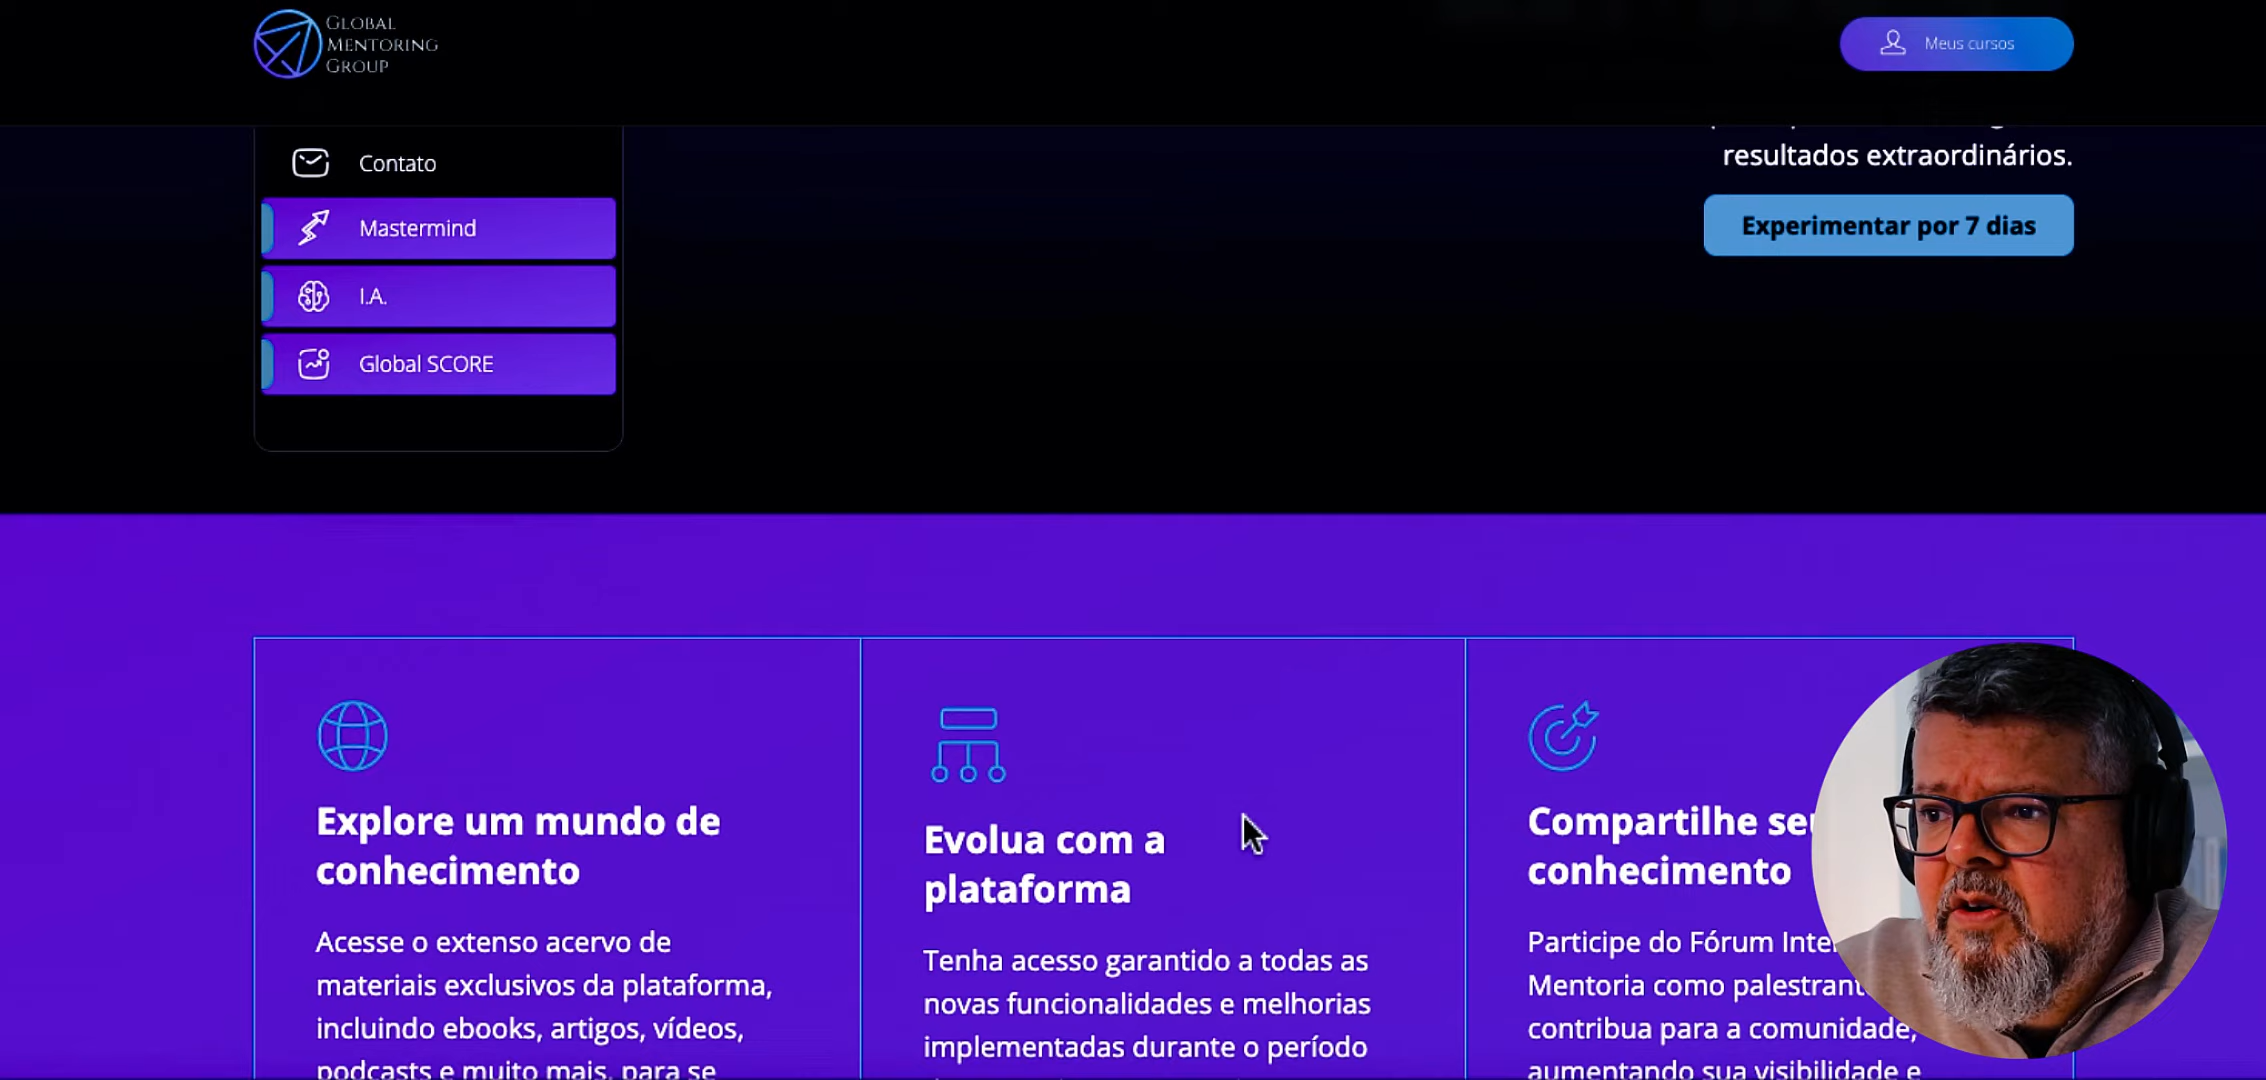 GLOBAL
MENTORING
GROUP
Meus cursos
Contato
Mastermind
I.A.
Global SCORE
resultados extraordinários.
Experimentar por 7 dias
Explore um mundo de
conhecimento
Acesse o extenso acervo de
materiais exclusivos da plataforma,
incluindo ebooks, artigos, vídeos,
podcasts e muito mais, para se
Evolua com a
plataforma
Tenha acesso garantido a todas as
novas funcionalidades e melhorias
implementadas durante o período
Compartilhe
conhecimento
Participe do Fórum
Mentoria como
contribua para a comunidade,
aumentando sua visibilidade e